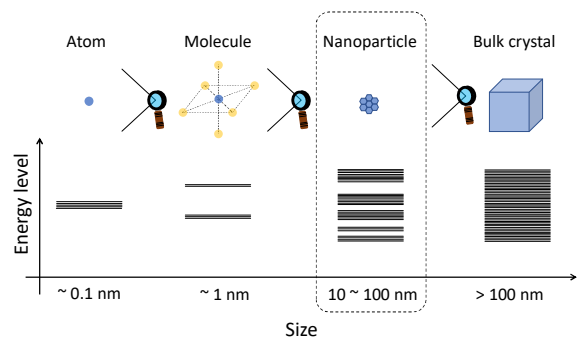 Atom
Molecule
Nanoparticle
Bulk crystal
Energy level
~ 0.1 nm
~ 1 nm
10 ~ 100 nm
> 100 nm
Size